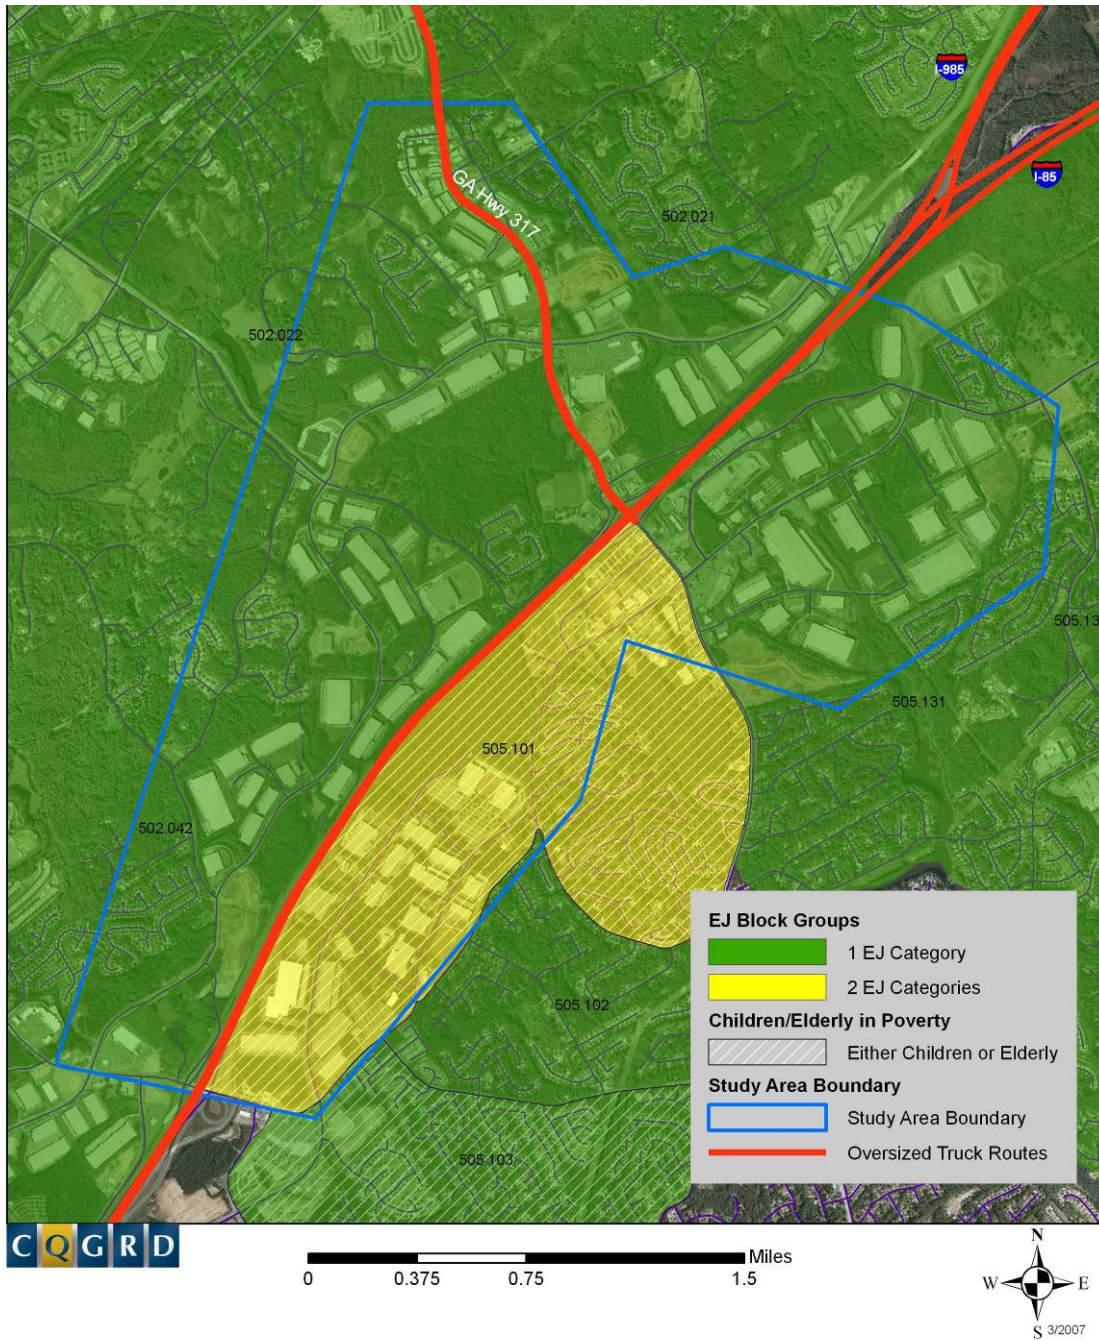 I-985
I-85
GA Hwy 317
502.021
502.022
505.13
505.131
505.101
502.042
505.102
505.103
EJ Block Groups
1 EJ Category
2 EJ Categories
Children/Elderly in Poverty
Either Children or Elderly
Study Area Boundary
Study Area Boundary
Oversized Truck Routes
C Q G R D
Miles
0 0.375 0.75 1.5
N
W E
S
3/2007